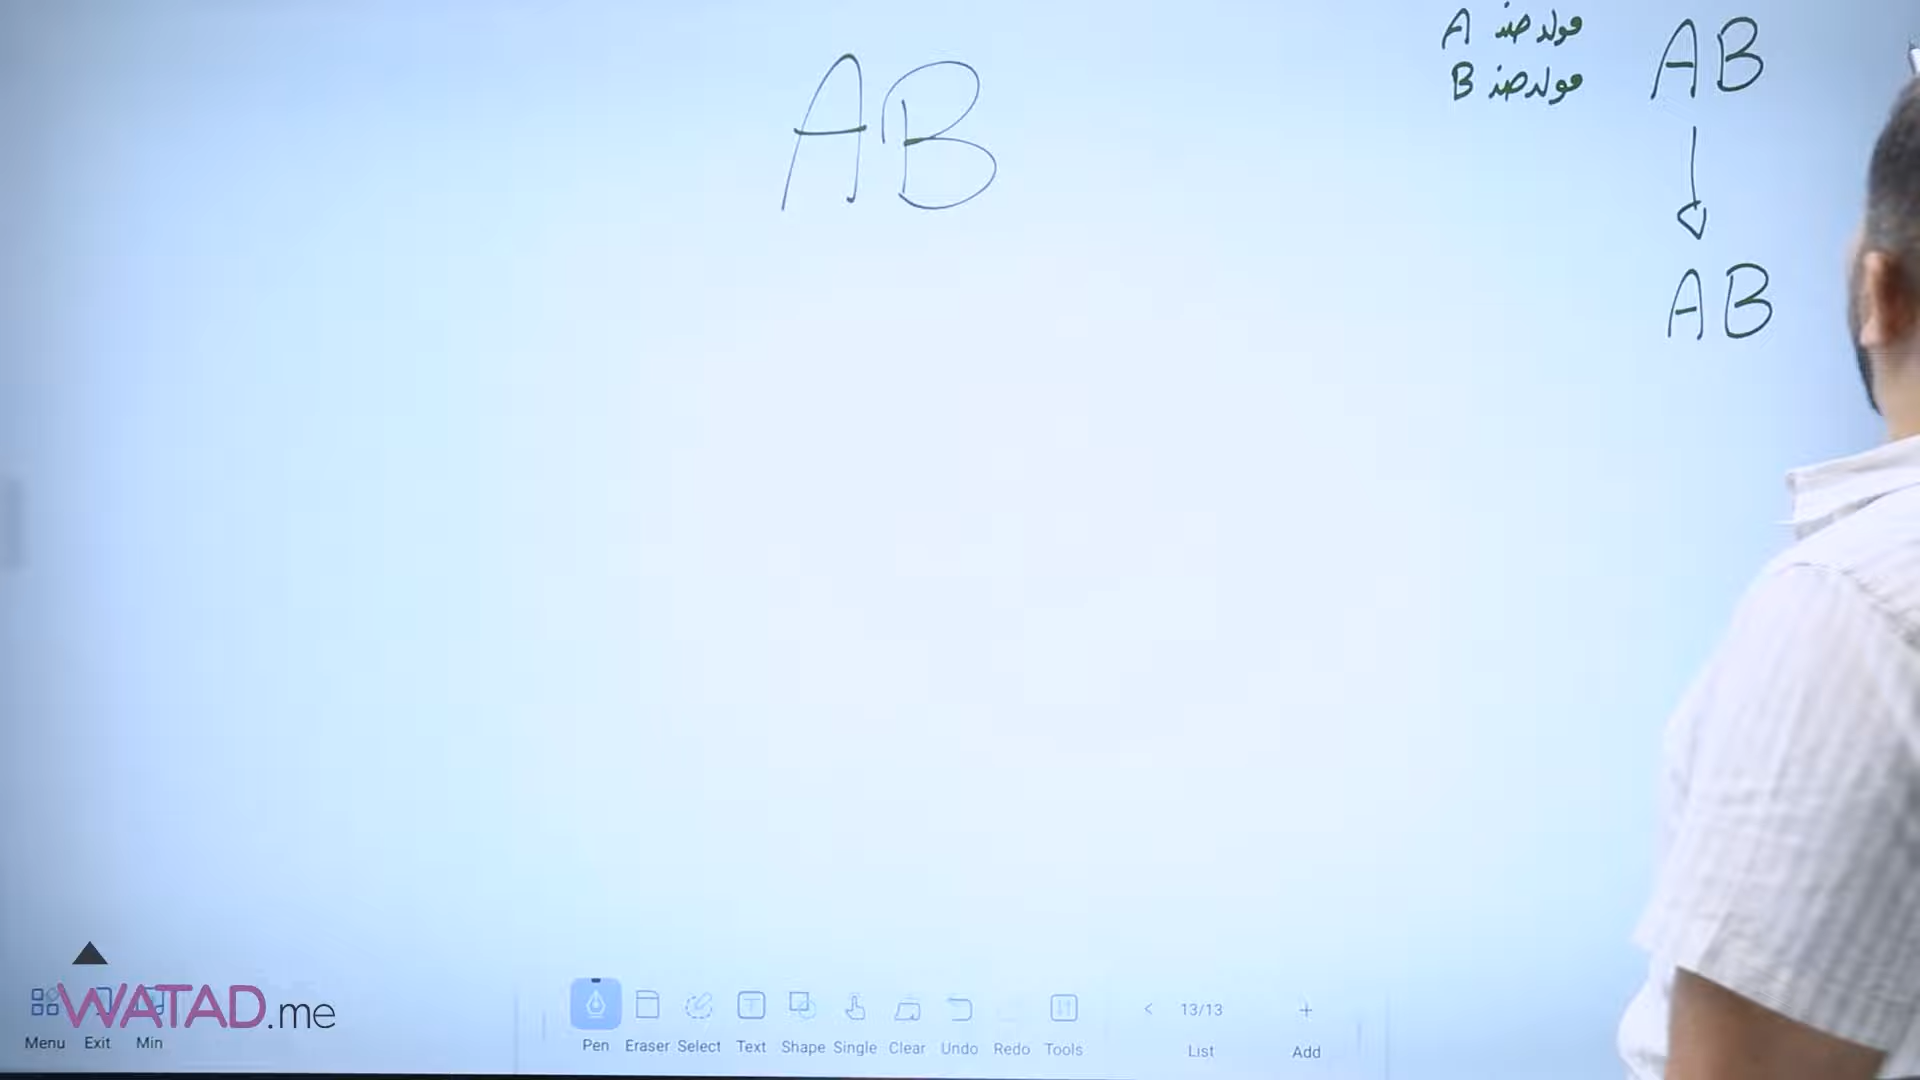 AB
مولد ضد A
مولد ضد B
AB
AB
WATAD.me
Menu Exit Min
Pen Eraser Select Text Shape Single Clear Undo Redo Tools
< 13/13 +
List Add